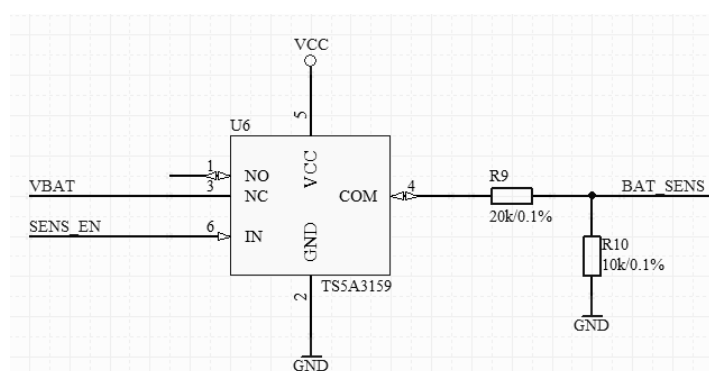 VCC
5
U6
1
NO
VCC
VBAT
3
NC
COM
4
R9
BAT_SENS
20k/0.1%
SENS_EN
6
IN
GND
R10
10k/0.1%
2
TS5A3159
GND
GND